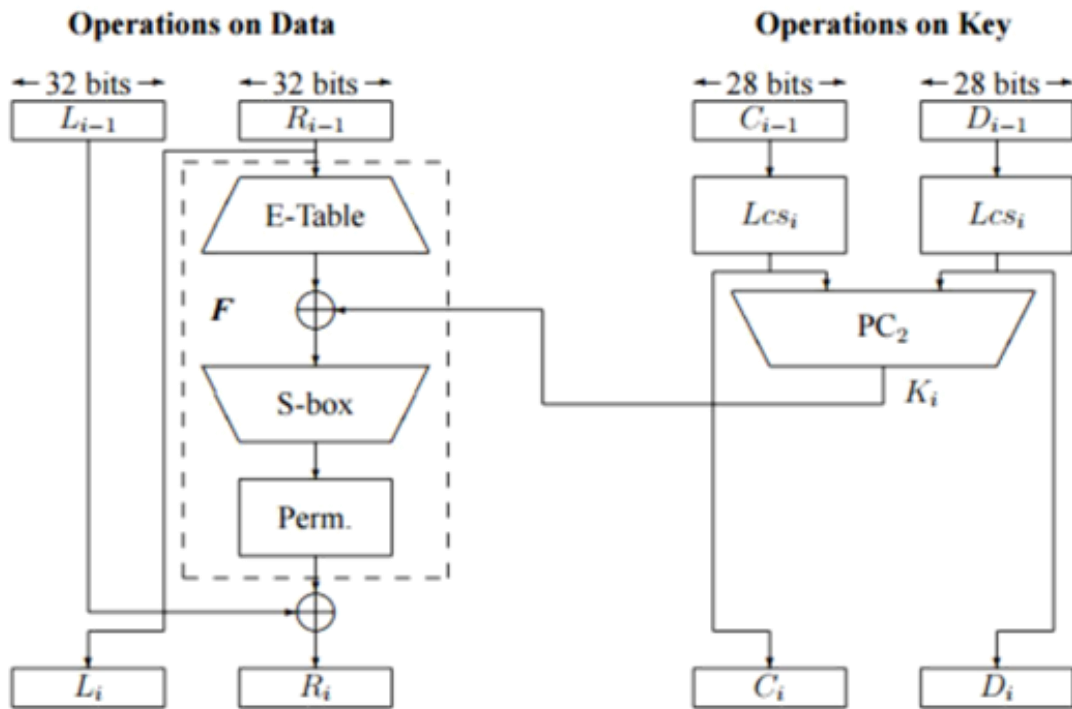 Operations on Data Operations on Key
32 bits 32 bits 28 bits 28 bits
L_{i-1} R_{i-1} C_{i-1} D_{i-1}
E-Table Lcs_i Lcs_i
F PC_2
S-box K_i
Perm.
L_i R_i C_i D_i